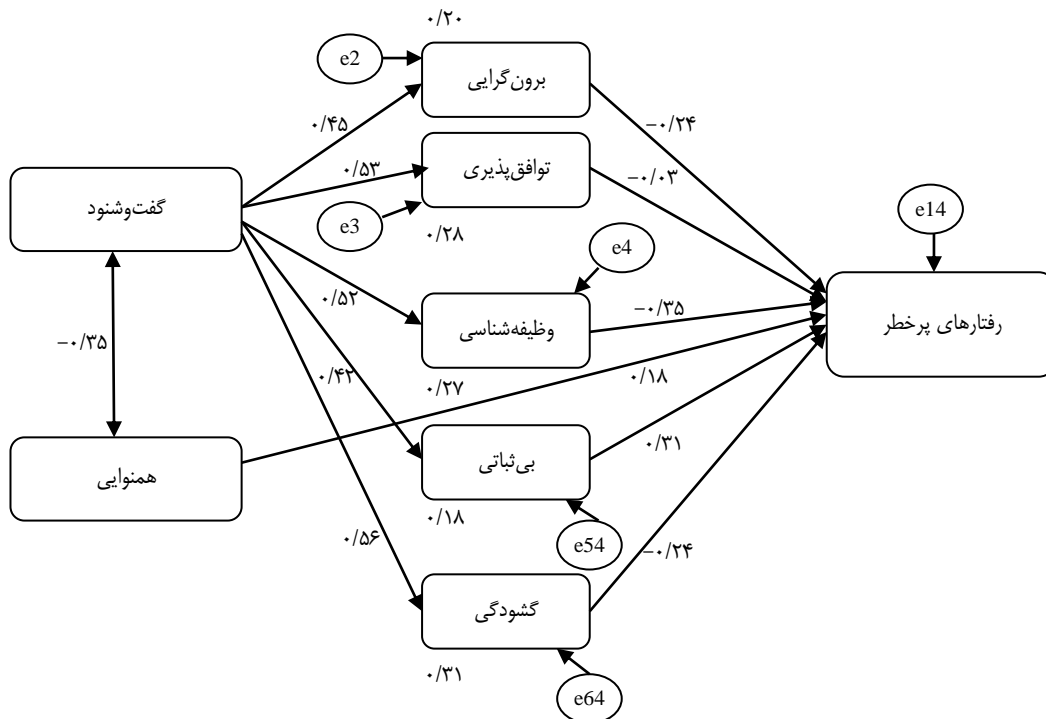 ۰/۲۰
e2
برون‌گرایی
۰/۴۵
−۰/۲۴
۰/۵۳
توافق‌پذیری
−۰/۰۳
گفت‌وشنود
e3
۰/۲۸
e4
e14
۰/۵۲
وظیفه‌شناسی
−۰/۳۵
رفتارهای پرخطر
−۰/۳۵
۰/۴۲
۰/۲۷
۰/۱۸
همنوایی
بی‌ثباتی
۰/۳۱
۰/۱۸
۰/۵۶
e54
−۰/۲۴
گشودگی
۰/۳۱
e64